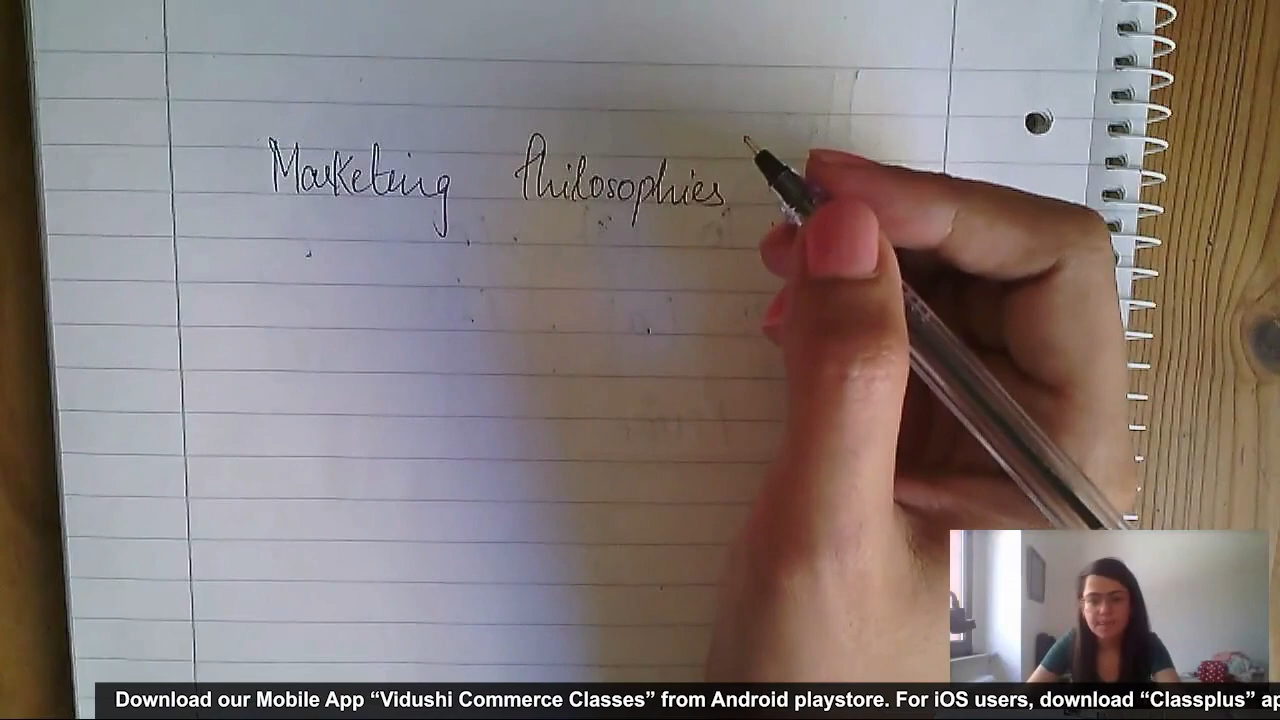 Marketing Philosophies
Download our Mobile App “Vidushi Commerce Classes” from Android playstore. For iOS users, download “Classplus” ap